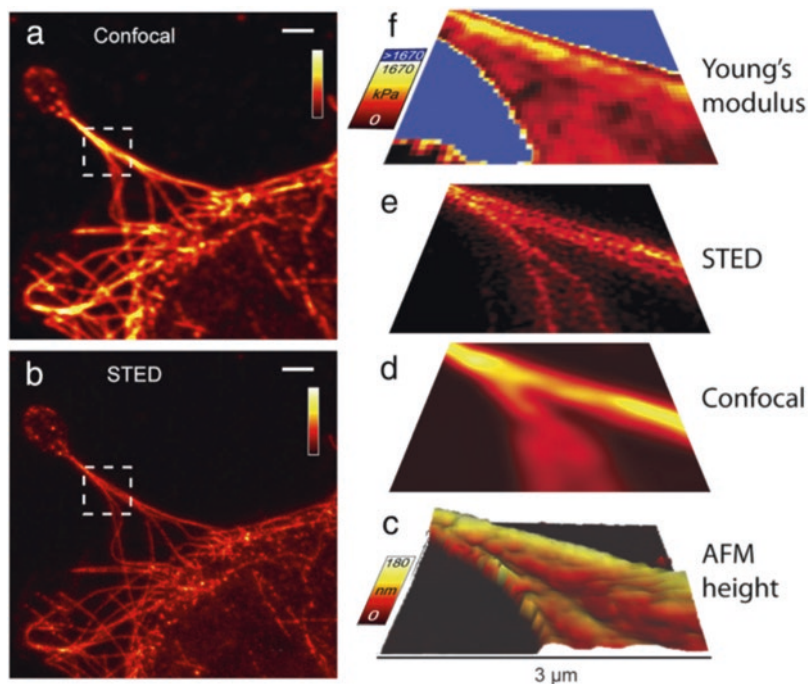 a
Confocal
b
STED
f
>1670
1670
kPa
0
Young's
modulus
e
STED
d
Confocal
c
180
nm
0
AFM
height
3 µm